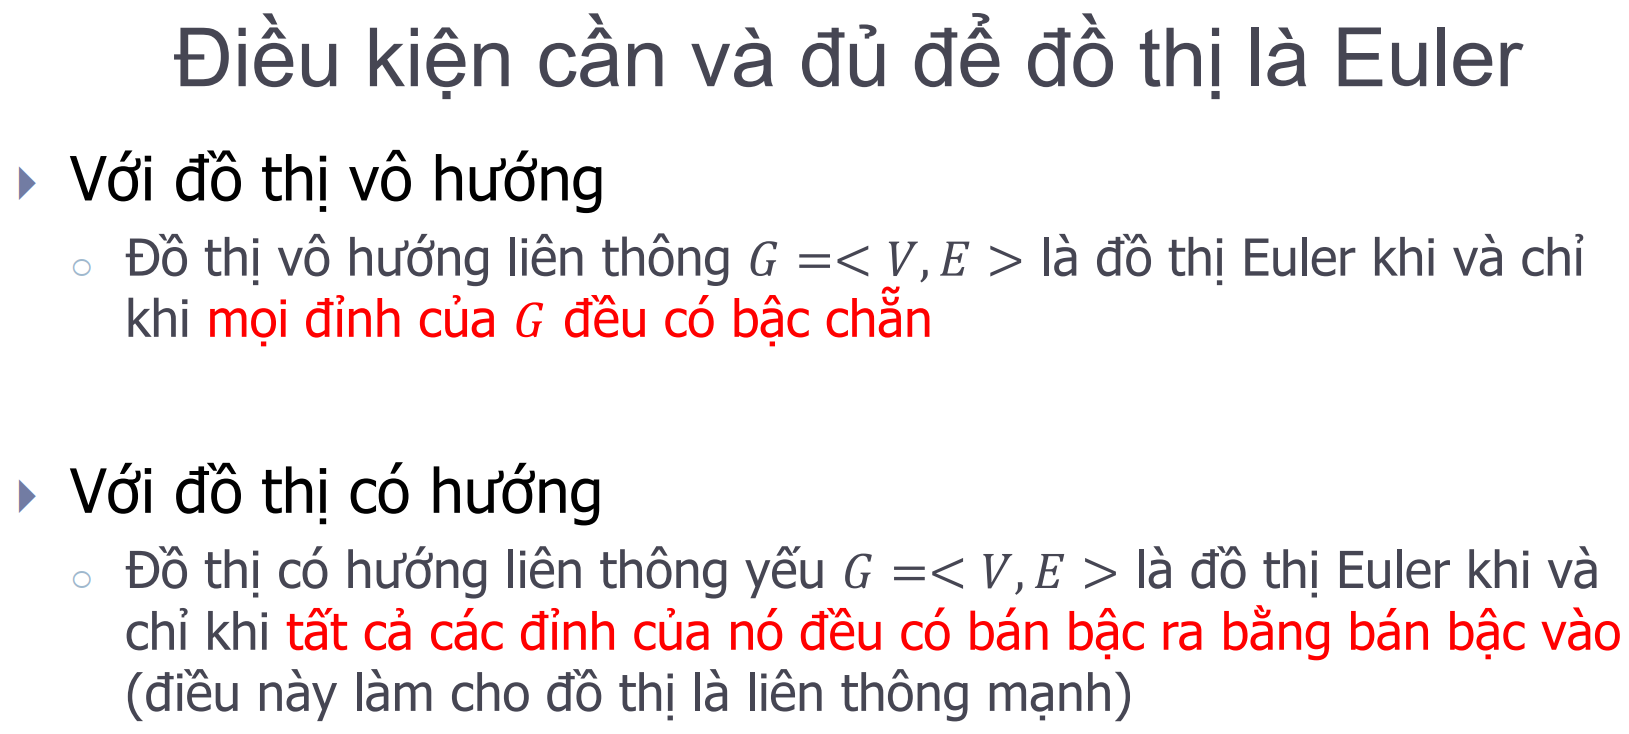 Điều kiện cần và đủ để đồ thị là Euler
Với đồ thị vô hướng
Đồ thị vô hướng liên thông G =< V, E > là đồ thị Euler khi và chỉ
khi mọi đỉnh của G đều có bậc chẵn
Với đồ thị có hướng
Đồ thị có hướng liên thông yếu G =< V, E > là đồ thị Euler khi và
chỉ khi tất cả các đỉnh của nó đều có bán bậc ra bằng bán bậc vào
(điều này làm cho đồ thị là liên thông mạnh)